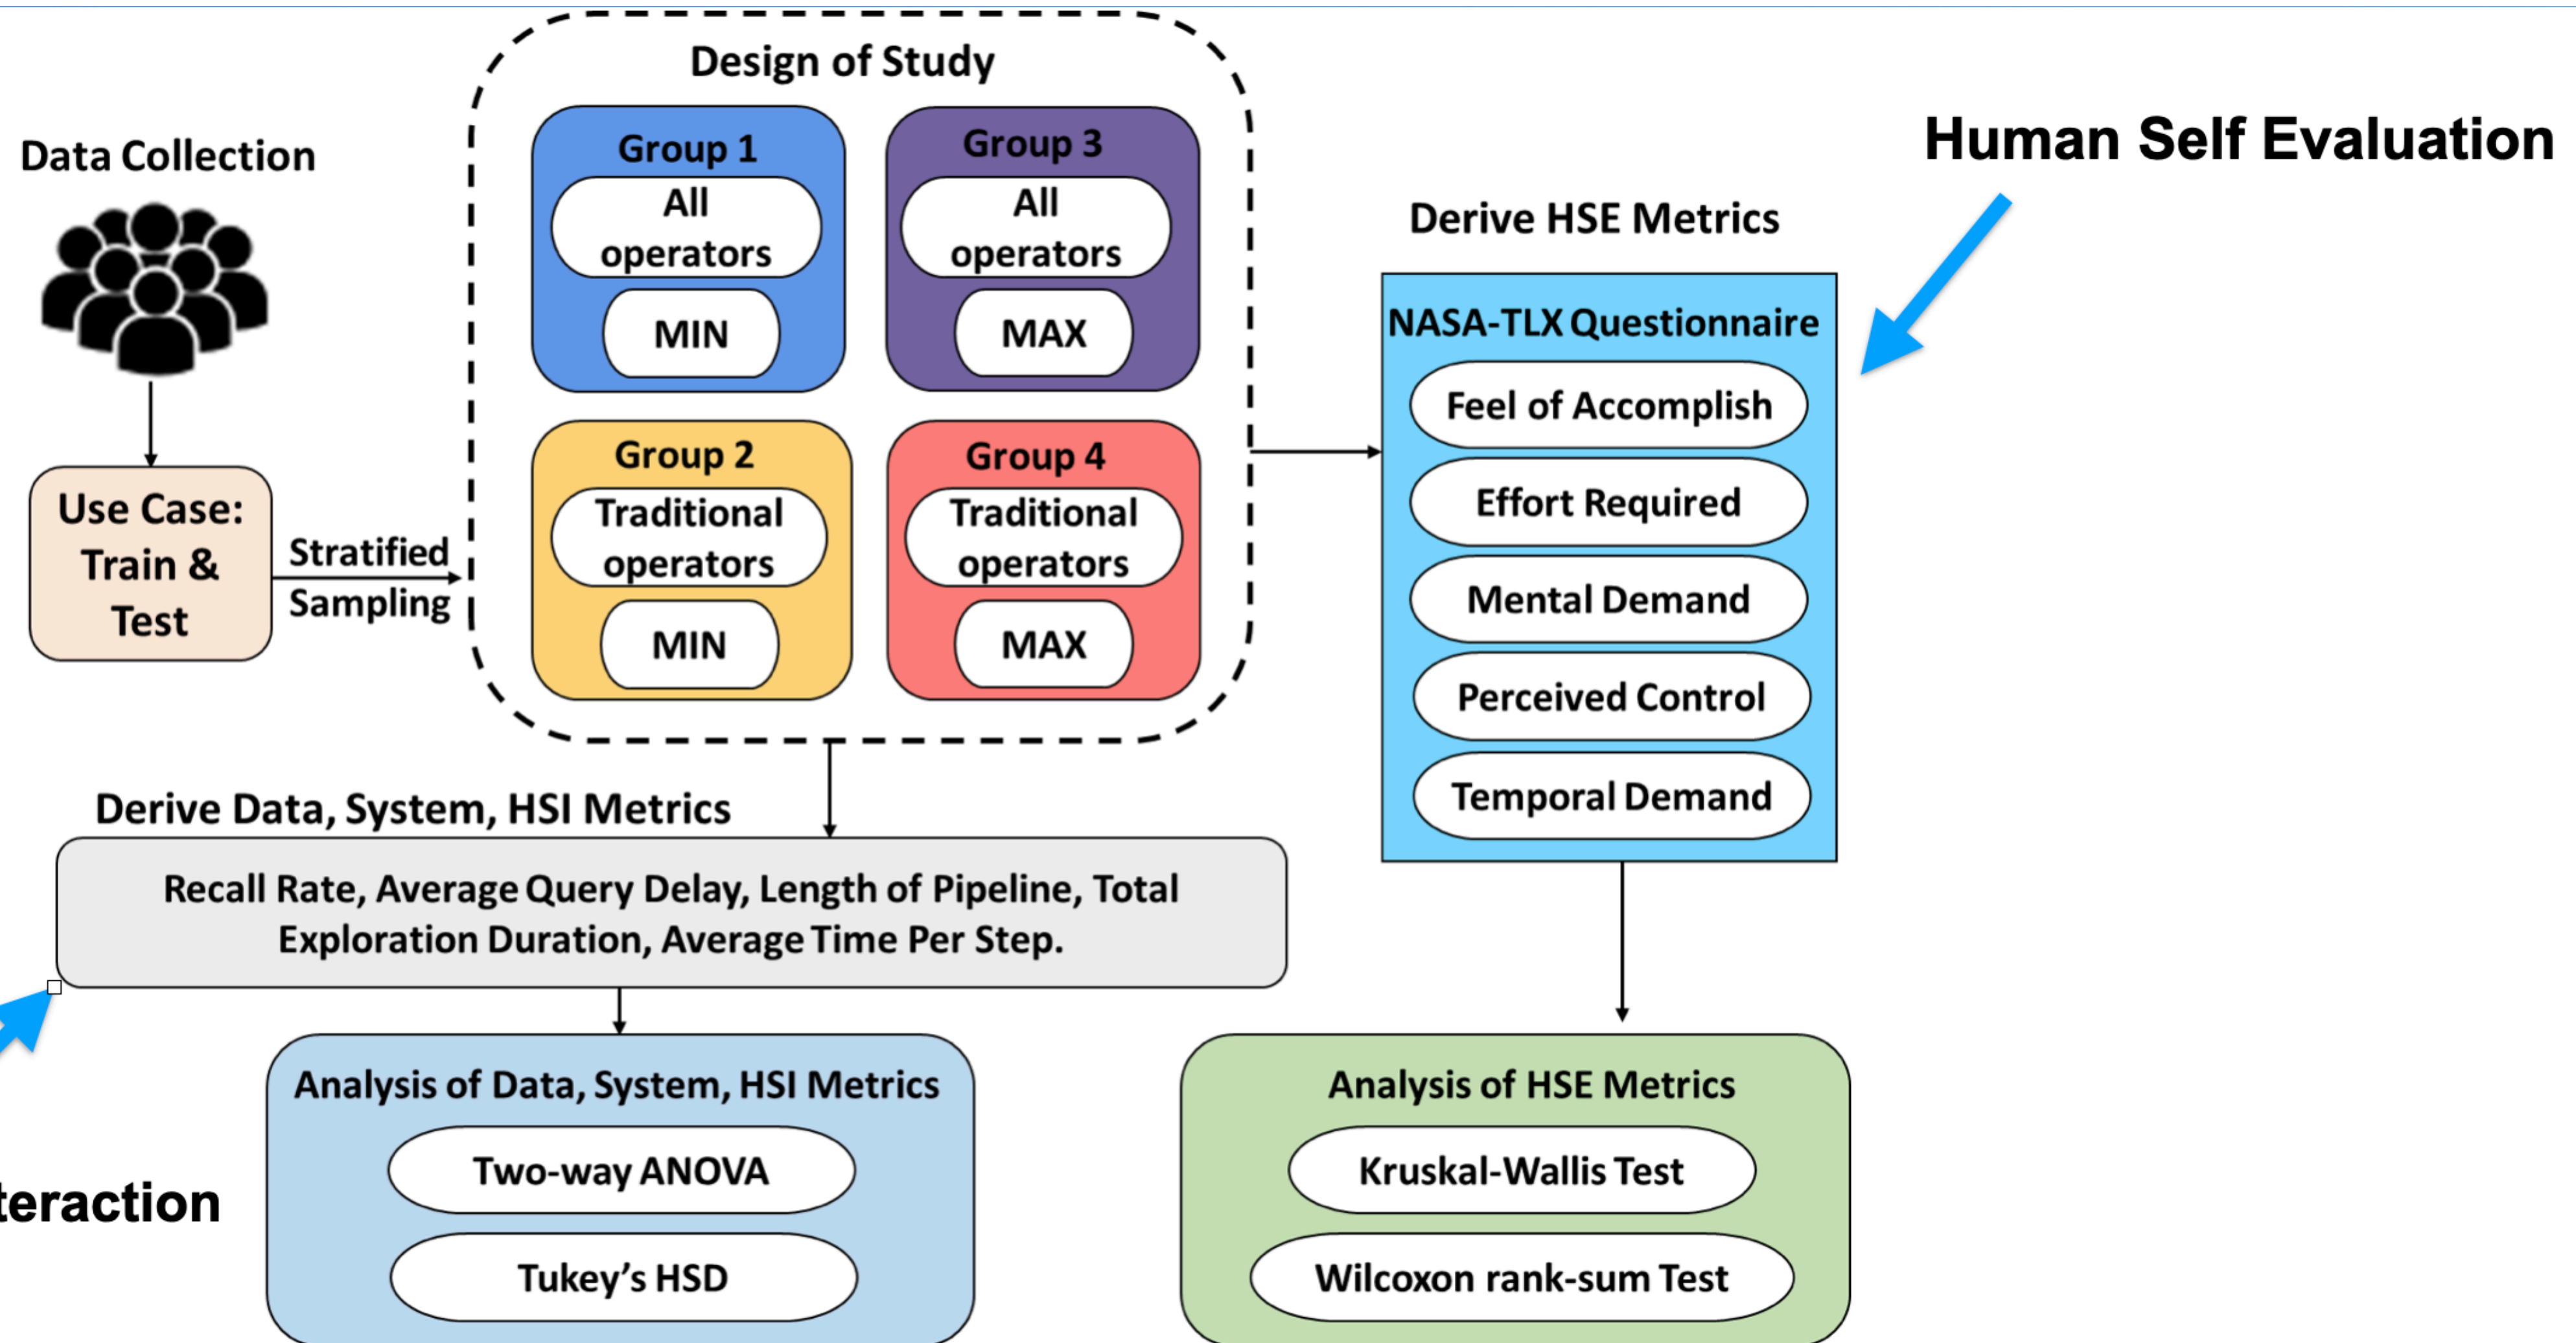 Design of Study
Data Collection
Group 1
All
operators
MIN
Group 3
All
operators
MAX
Group 2
Traditional
operators
MIN
Group 4
Traditional
operators
MAX
Use Case:
Train &
Test
Stratified
Sampling
Human Self Evaluation
Derive HSE Metrics
NASA-TLX Questionnaire
Feel of Accomplish
Effort Required
Mental Demand
Perceived Control
Temporal Demand
Derive Data, System, HSI Metrics
Recall Rate, Average Query Delay, Length of Pipeline, Total
Exploration Duration, Average Time Per Step.
teraction
Analysis of Data, System, HSI Metrics
Two-way ANOVA
Tukey’s HSD
Analysis of HSE Metrics
Kruskal-Wallis Test
Wilcoxon rank-sum Test